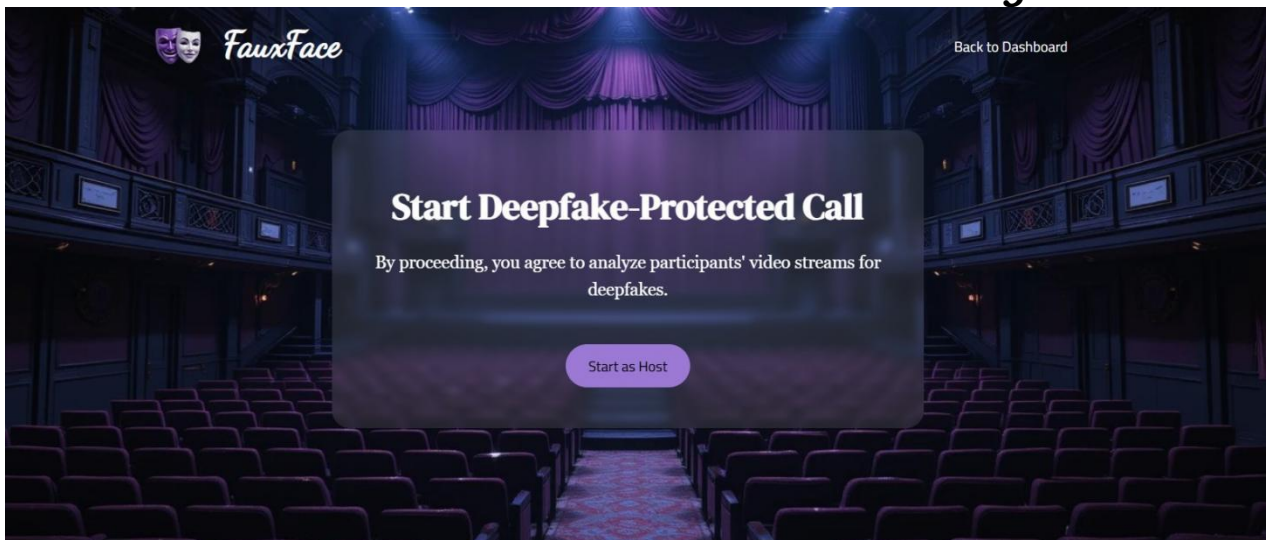 FauxFace
Back to Dashboard
Start Deepfake-Protected Call
By proceeding, you agree to analyze participants' video streams for
deepfakes.
Start as Host